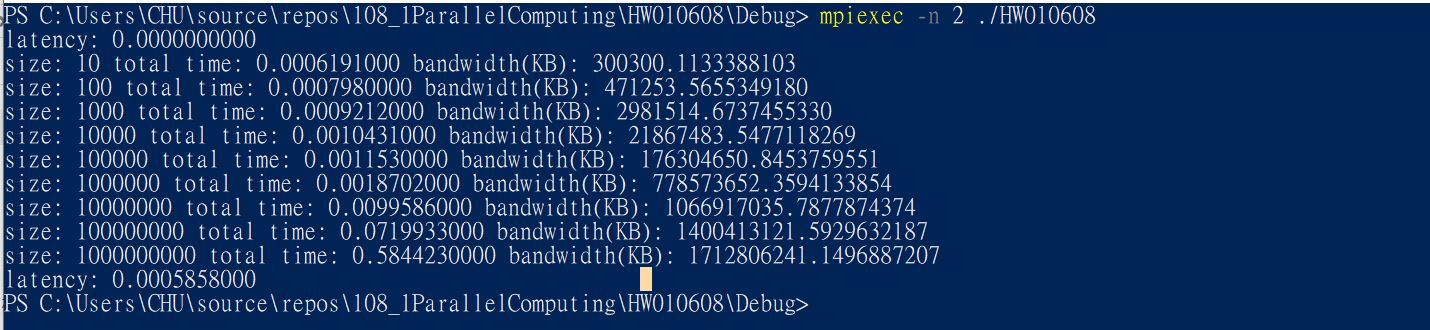 PS C:\Users\CHU\source\repos\108_1ParallelComputing\HW010608\Debug> mpiexec -n 2 ./HW010608
latency: 0.0000000000
size: 10 total time: 0.0006191000 bandwidth(KB): 300300.1133388103
size: 100 total time: 0.0007980000 bandwidth(KB): 471253.5655349180
size: 1000 total time: 0.0009212000 bandwidth(KB): 2981514.6737455330
size: 10000 total time: 0.0010431000 bandwidth(KB): 21867483.5477118269
size: 100000 total time: 0.0011530000 bandwidth(KB): 176304650.8453759551
size: 1000000 total time: 0.0018702000 bandwidth(KB): 778573652.3594133854
size: 10000000 total time: 0.0099586000 bandwidth(KB): 1066917035.7877874374
size: 100000000 total time: 0.0719933000 bandwidth(KB): 1400413121.5929632187
size: 1000000000 total time: 0.5844230000 bandwidth(KB): 1712806241.1496887207
latency: 0.0005858000
PS C:\Users\CHU\source\repos\108_1ParallelComputing\HW010608\Debug>